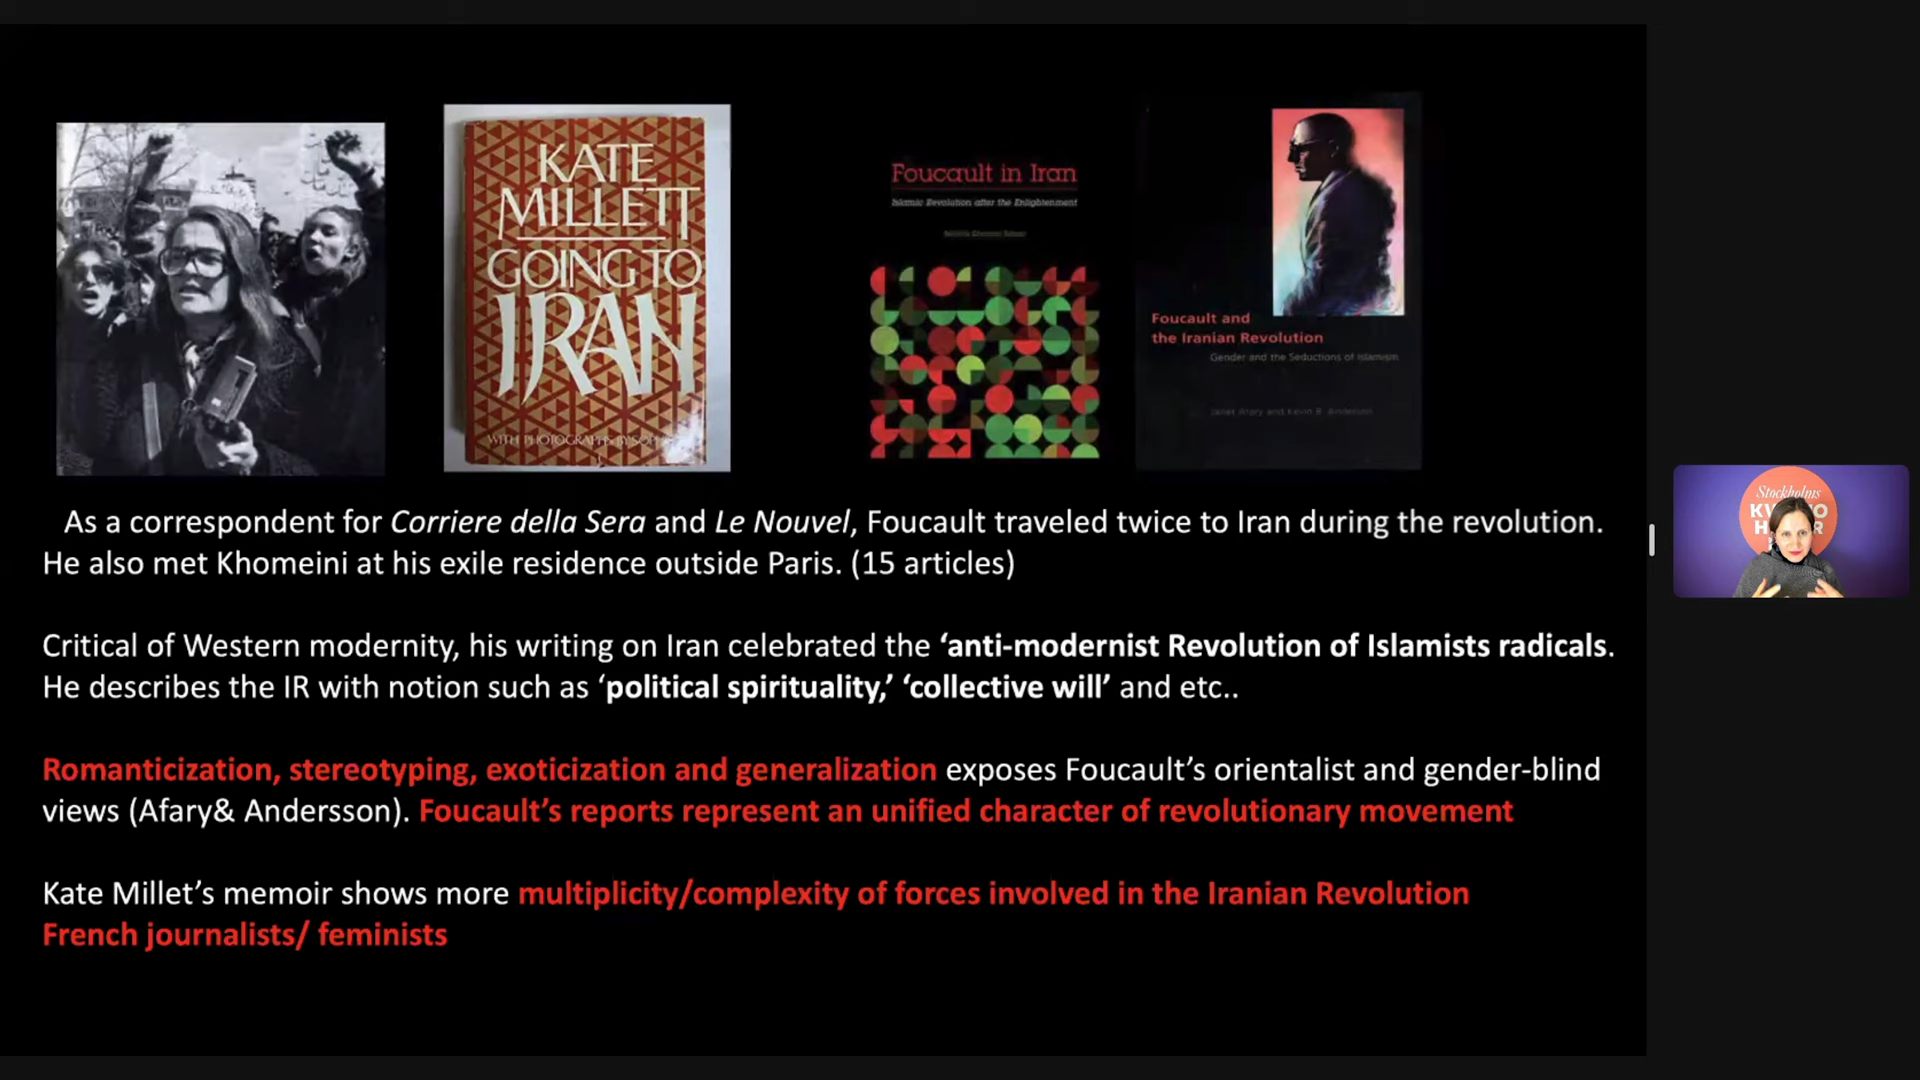 KATE
MILLETT
GOING TO
IRAN
WITH PHOTOGRAPHS BY
Foucault in Iran
Islamic Revolution after the Enlightenment
Foucault and
the Iranian Revolution
Gender and the Seductions of Islamism
Janet Afary and Kevin B. Anderson
As a correspondent for Corriere della Sera and Le Nouvel, Foucault traveled twice to Iran during the revolution.
He also met Khomeini at his exile residence outside Paris. (15 articles)
Critical of Western modernity, his writing on Iran celebrated the ‘anti-modernist Revolution of Islamists radicals.
He describes the IR with notion such as ‘political spirituality,’ ‘collective will’ and etc..
Romanticization, stereotyping, exoticization and generalization exposes Foucault’s orientalist and gender-blind
views (Afary& Andersson). Foucault’s reports represent an unified character of revolutionary movement
Kate Millet’s memoir shows more multiplicity/complexity of forces involved in the Iranian Revolution
French journalists/ feminists
Stockholms